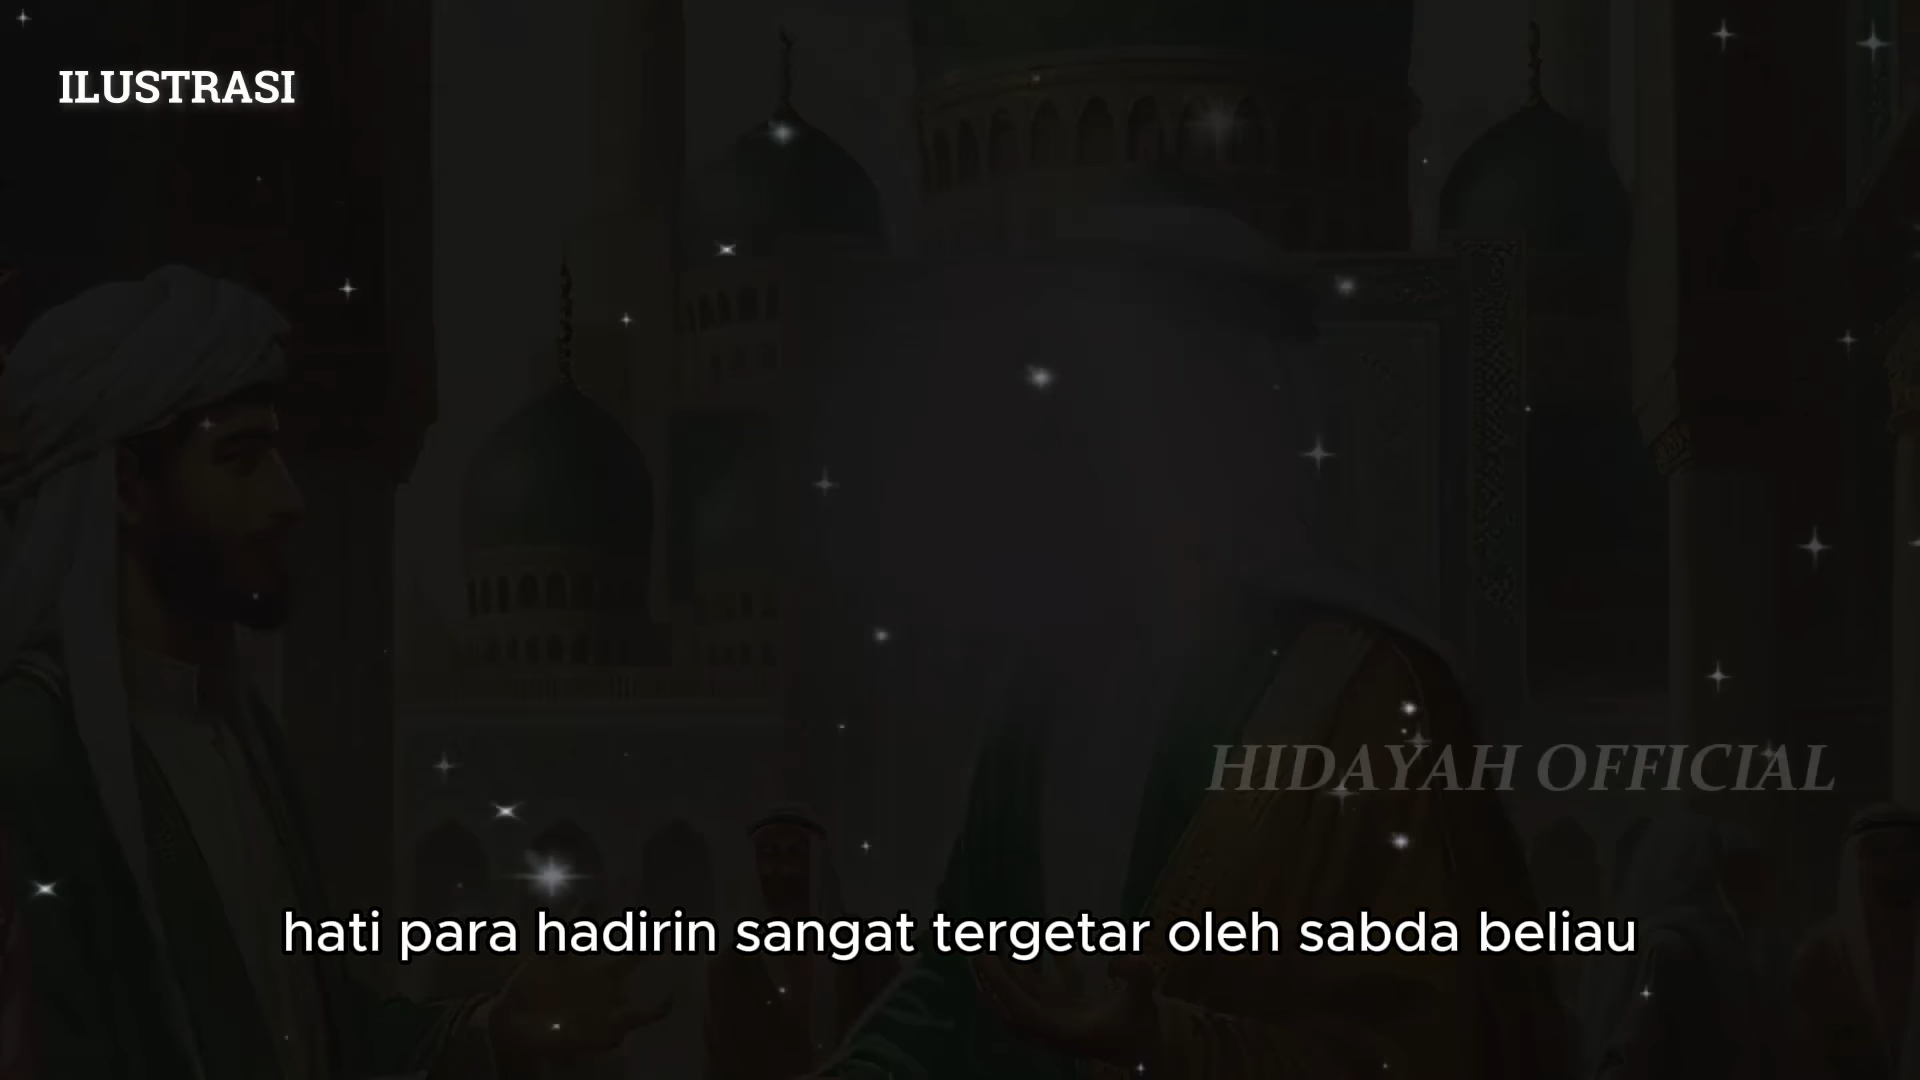 ILUSTRASI
HIDAYAH OFFICIAL
hati para hadirin sangat tergetar oleh sabda beliau